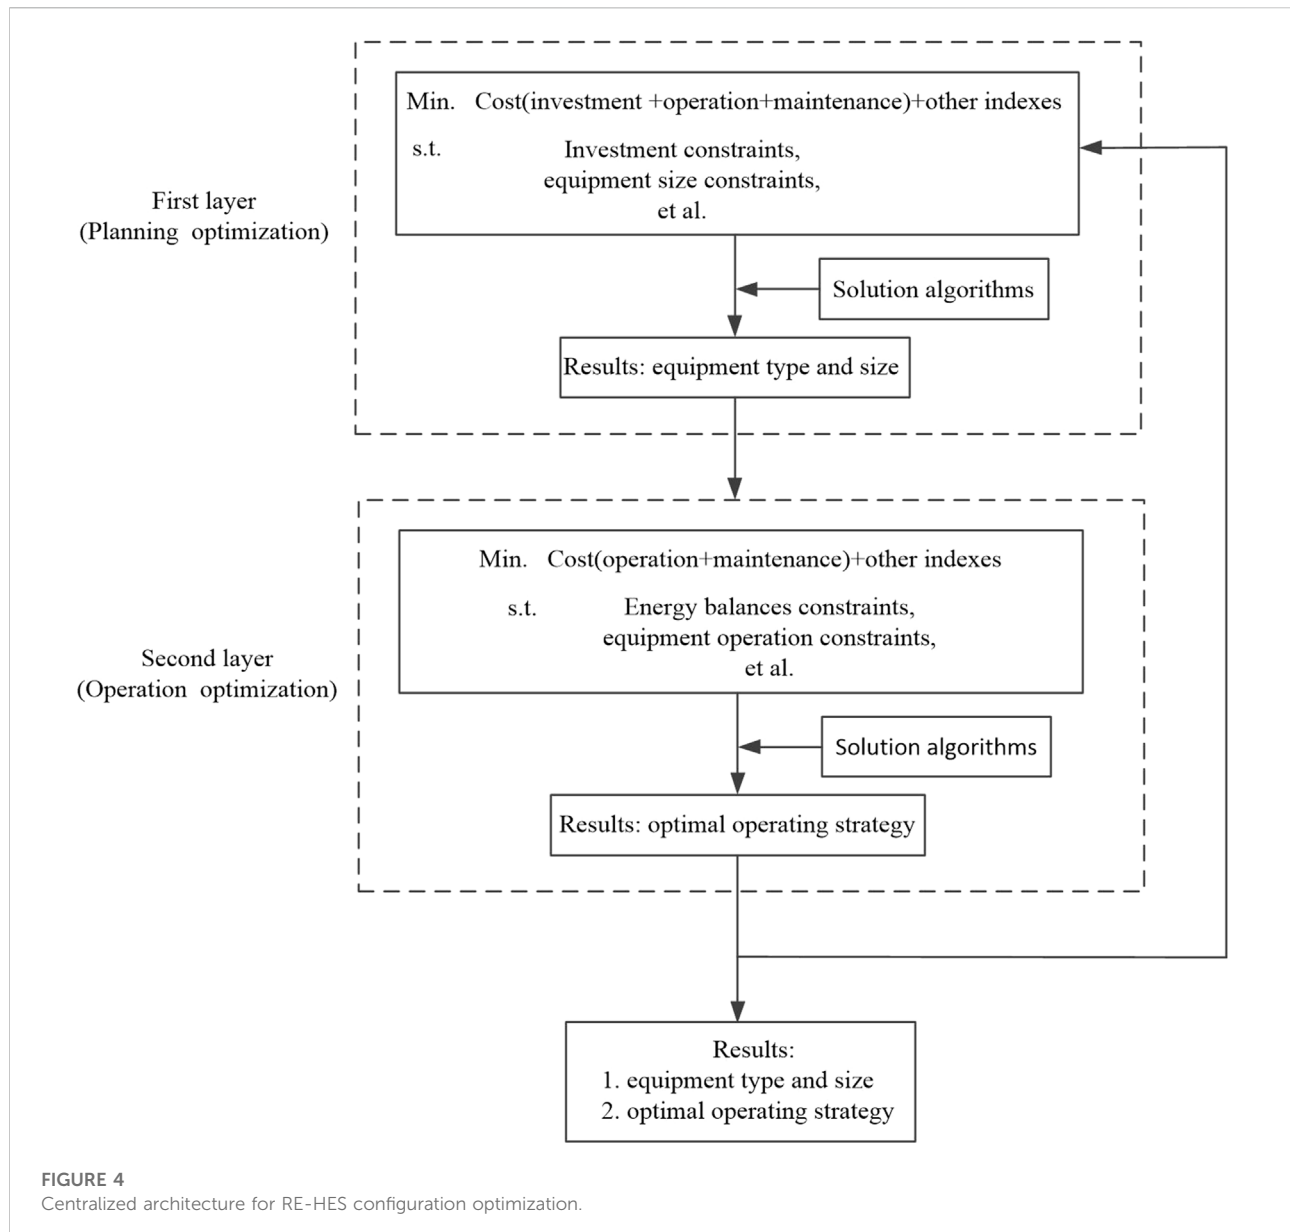 Min. Cost(investment +operation+maintenance)+other indexes
s.t. Investment constraints,
equipment size constraints,
et al.
First layer
(Planning optimization)
Solution algorithms
Results: equipment type and size
Min. Cost(operation+maintenance)+other indexes
s.t. Energy balances constraints,
equipment operation constraints,
et al.
Second layer
(Operation optimization)
Solution algorithms
Results: optimal operating strategy
Results:
1. equipment type and size
2. optimal operating strategy
FIGURE 4
Centralized architecture for RE-HES configuration optimization.